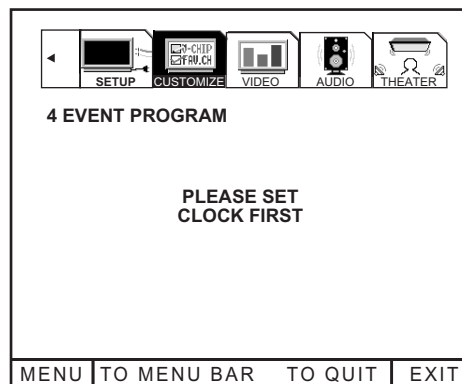 V-CHIP
FAV.CH
SETUP CUSTOMIZE VIDEO AUDIO THEATER
4 EVENT PROGRAM
PLEASE SET
CLOCK FIRST
MENU TO MENU BAR TO QUIT EXIT